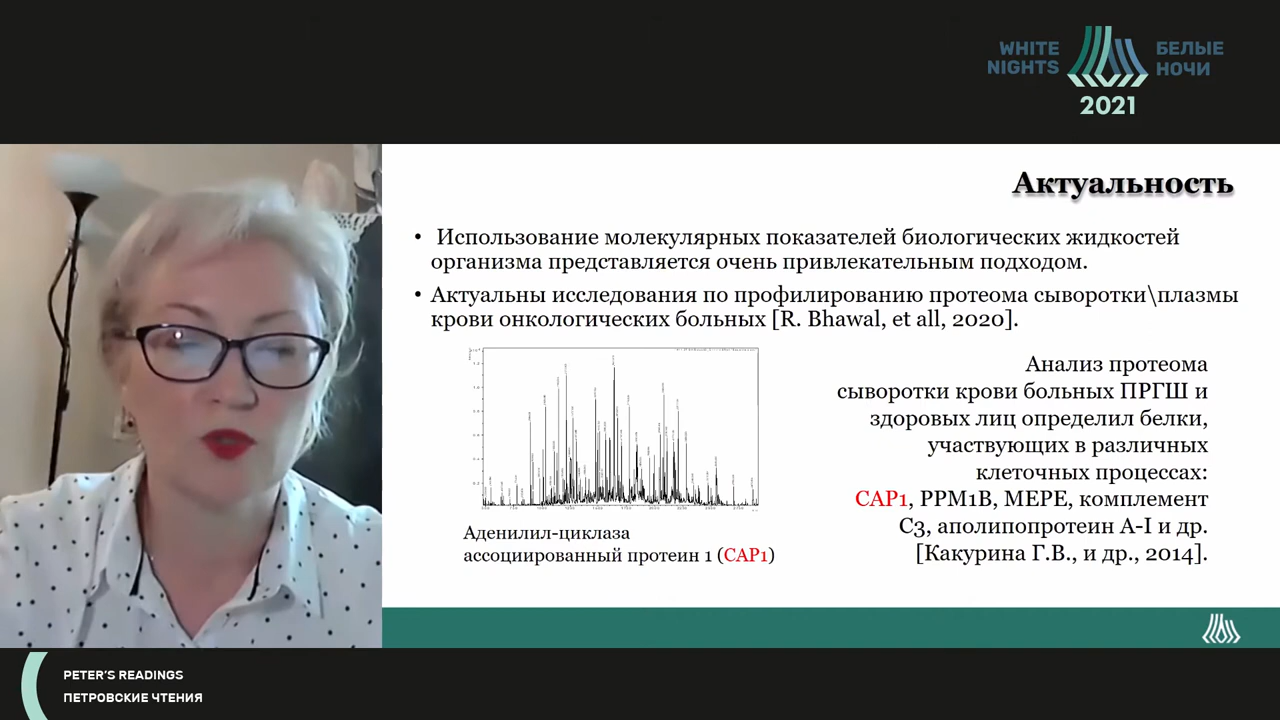 WHITE
NIGHTS
БЕЛЫЕ
НОЧИ
2021
Актуальность
• Использование молекулярных показателей биологических жидкостей
организма представляется очень привлекательным подходом.
• Актуальны исследования по профилированию протеома сыворотки\плазмы
крови онкологических больных [R. Bhawal, et all, 2020].
Анализ протеома
сыворотки крови больных ПРГШ и
здоровых лиц определил белки,
участвующих в различных
клеточных процессах:
CAP1, PPM1B, MEPE, комплемент
С3, аполипопротеин А-I и др.
[Какурина Г.В., и др., 2014].
Аденилил-циклаза
ассоциированный протеин 1 (CAP1)
PETER'S READINGS
ПЕТРОВСКИЕ ЧТЕНИЯ